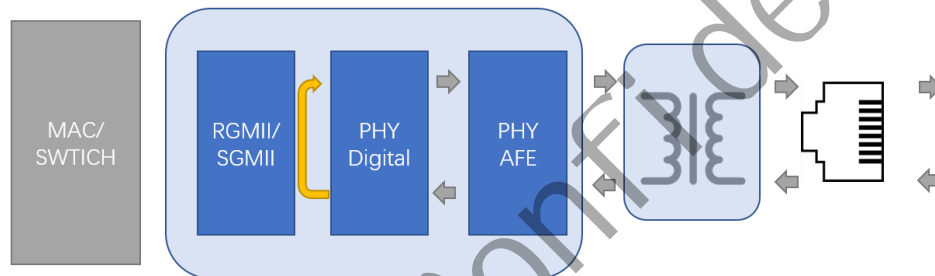 MAC/
SWTICH
RGMII/
SGMII
PHY
Digital
PHY
AFE